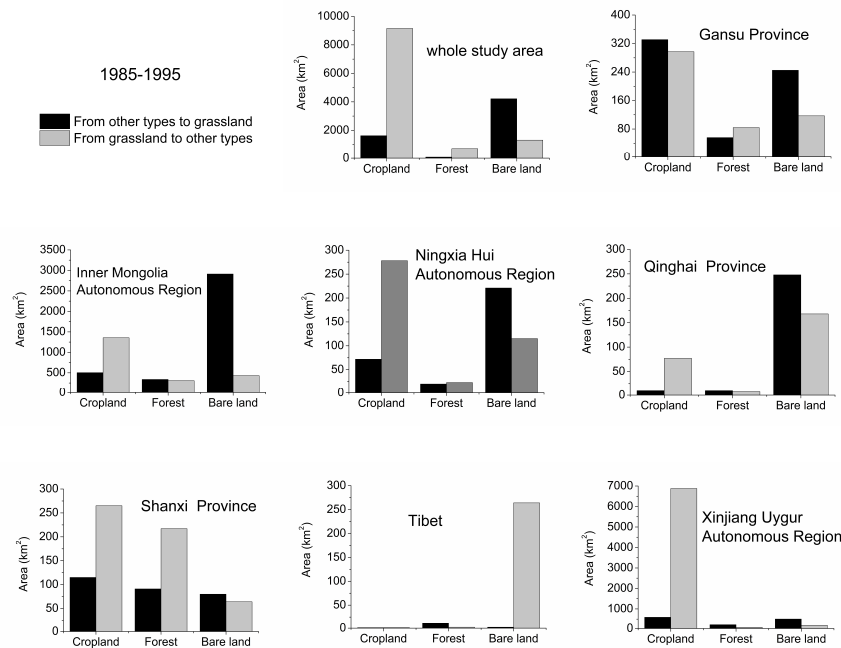 1985-1995
From other types to grassland
From grassland to other types
whole study area
Area (km²)
10000
8000
6000
4000
2000
0
Cropland Forest Bare land
Gansu Province
Area (km²)
400
320
240
160
80
0
Cropland Forest Bare land
Inner Mongolia
Autonomous Region
Area (km²)
3500
3000
2500
2000
1500
1000
500
0
Cropland Forest Bare land
Ningxia Hui
Autonomous Region
Area (km²)
300
250
200
150
100
50
0
Cropland Forest Bare land
Qinghai Province
Area (km²)
300
250
200
150
100
50
0
Cropland Forest Bare land
Shanxi Province
Area (km²)
300
250
200
150
100
50
0
Cropland Forest Bare land
Tibet
Area (km²)
300
250
200
150
100
50
0
Cropland Forest Bare land
Xinjiang Uygur
Autonomous Region
Area (km²)
7000
6000
5000
4000
3000
2000
1000
0
Cropland Forest Bare land